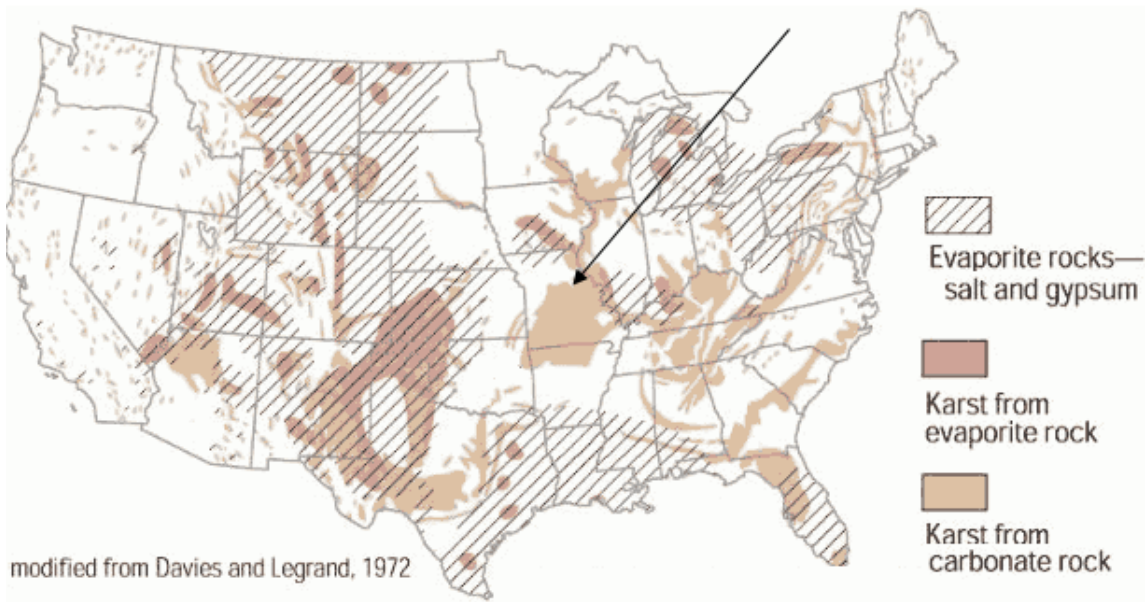 Evaporite rocks—
salt and gypsum
Karst from
evaporite rock
Karst from
carbonate rock
modified from Davies and Legrand, 1972